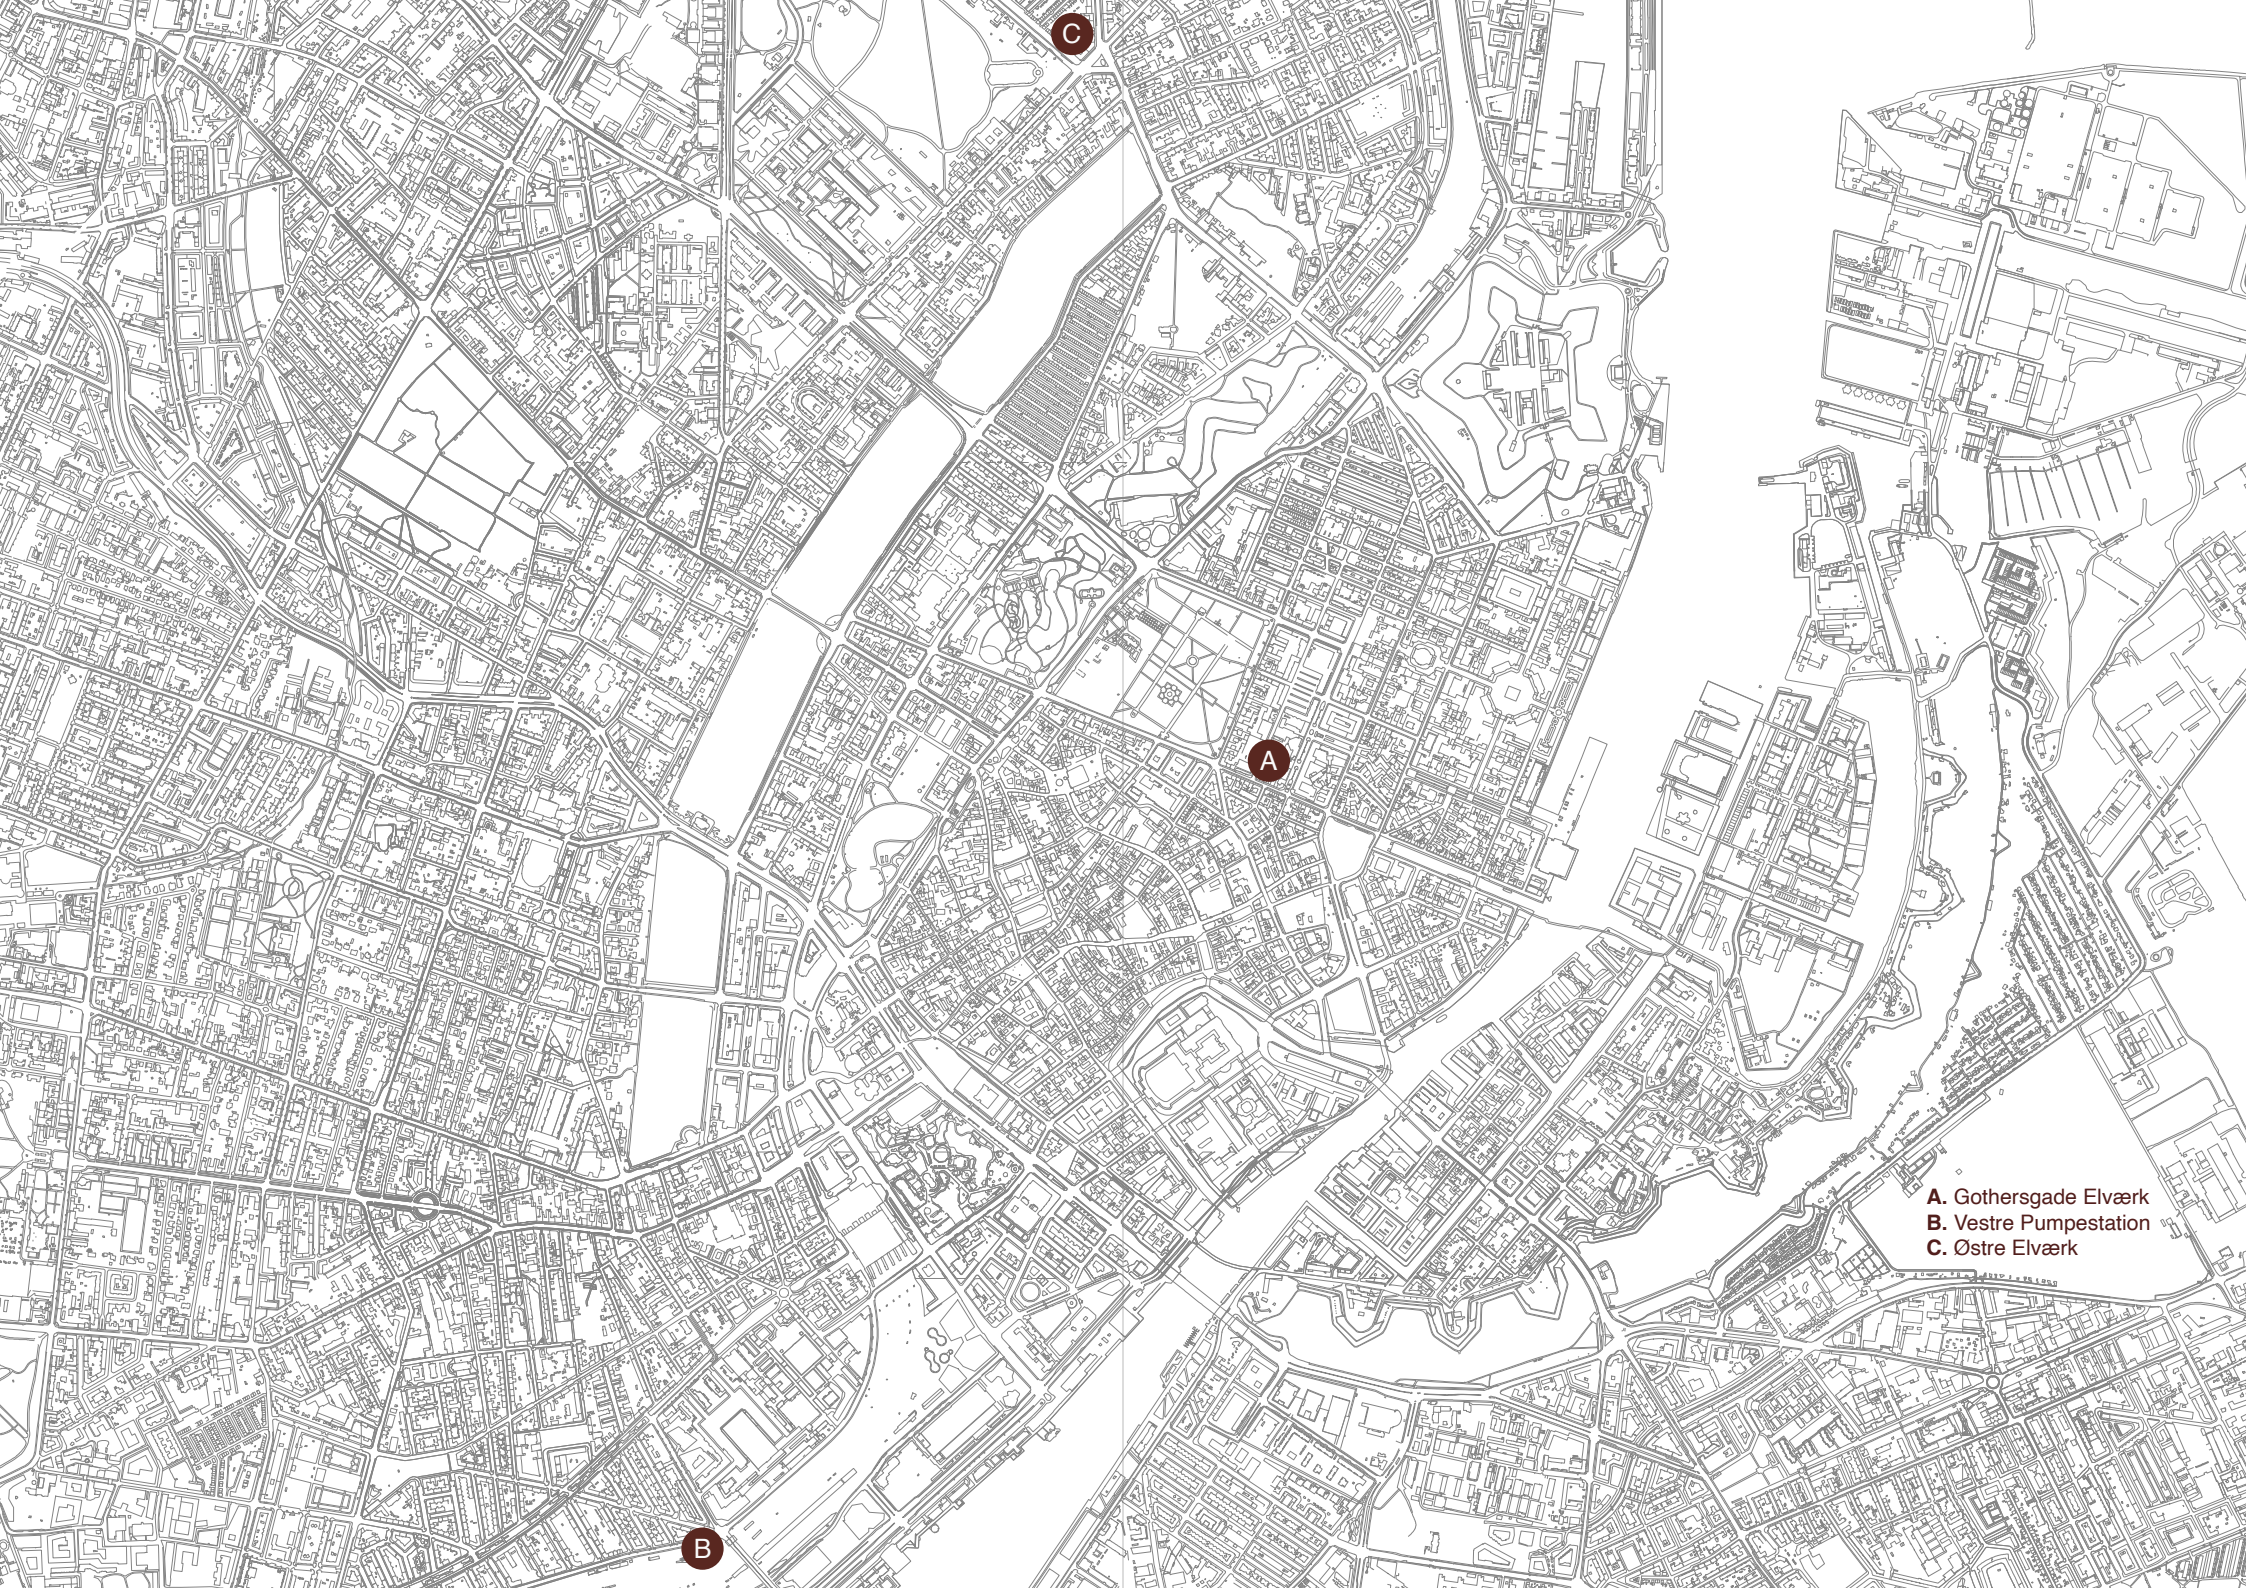 C
A
A. Gothersgade Elværk
B. Vestre Pumpestation
C. Østre Elværk
B